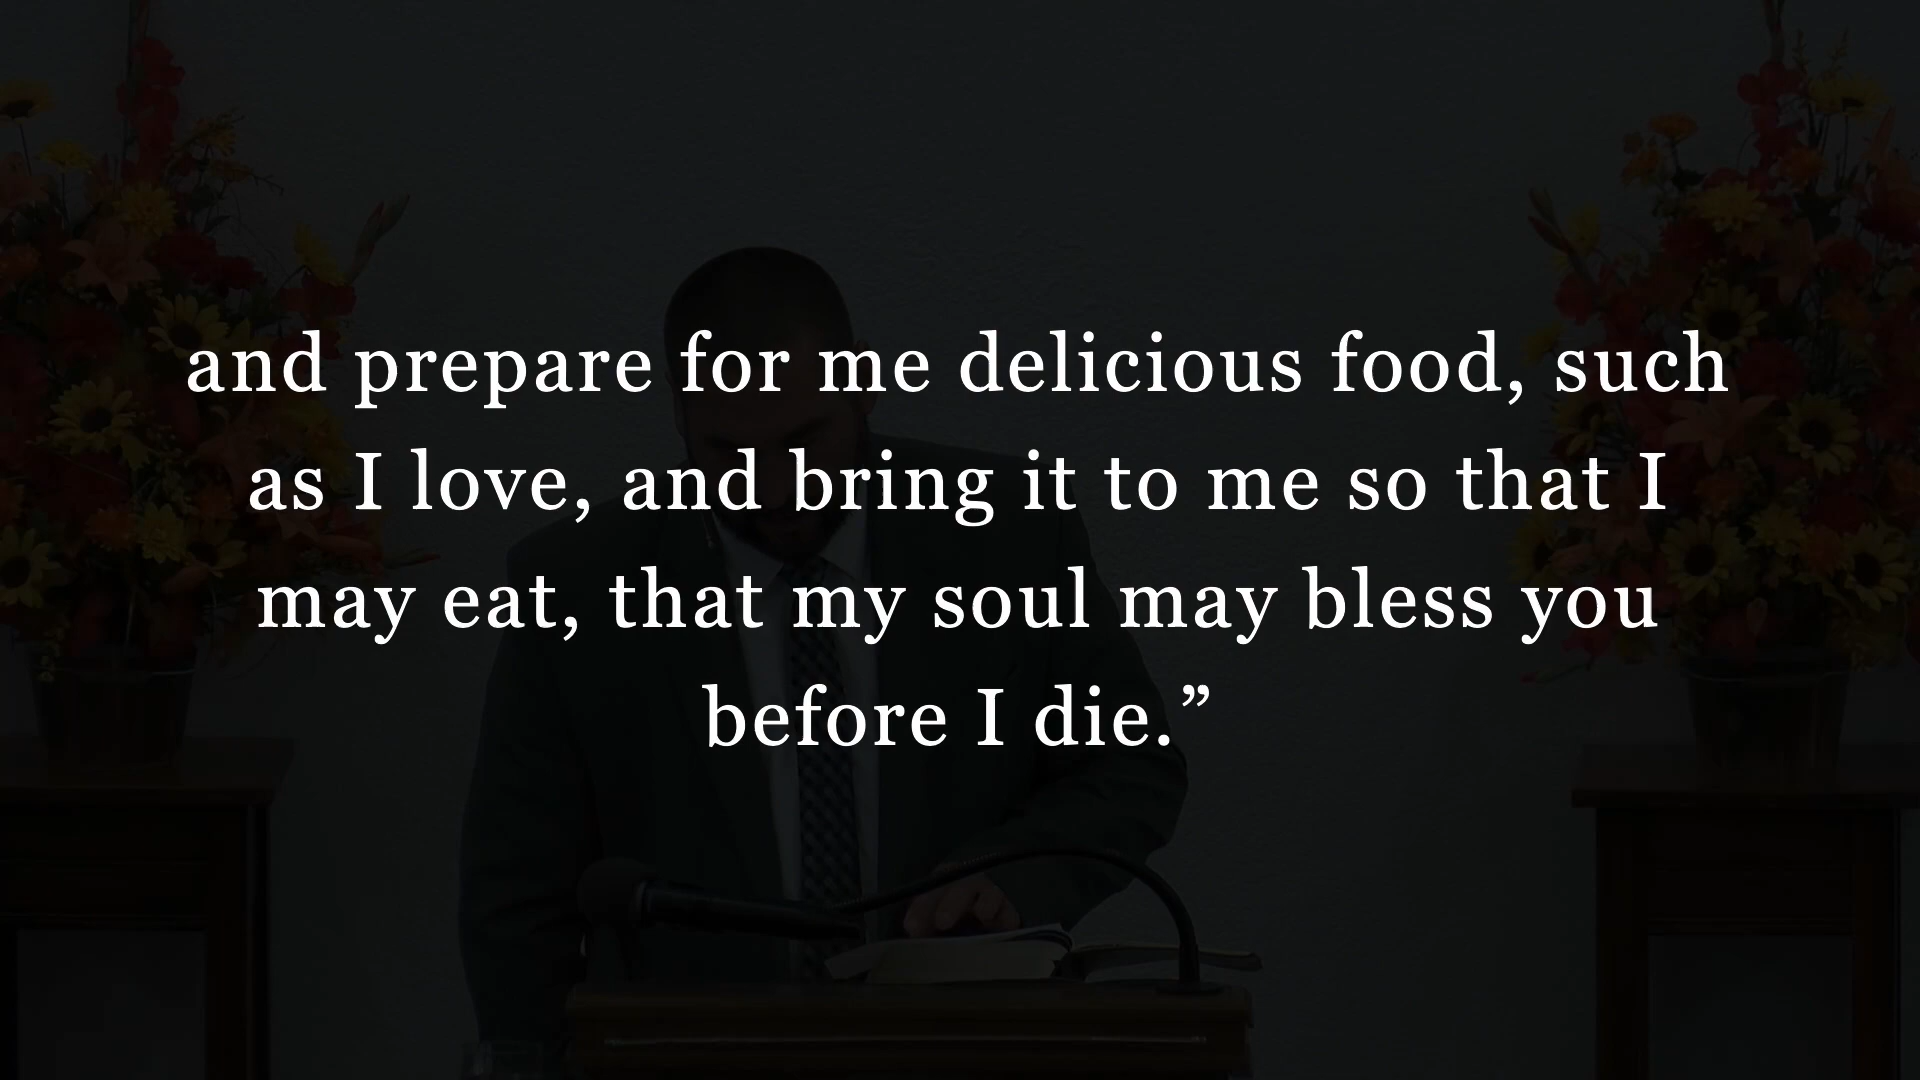 and prepare for me delicious food, such
as I love, and bring it to me so that I
may eat, that my soul may bless you
before I die.”